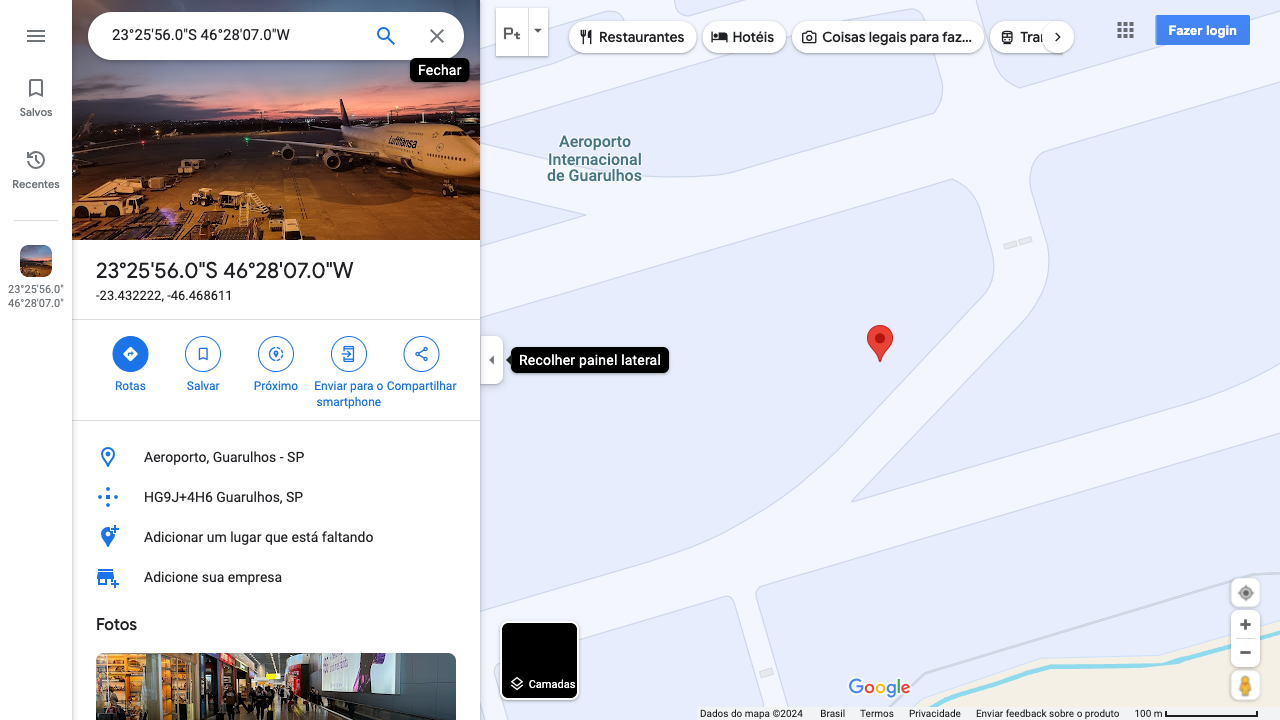 23°25'56.0"S 46°28'07.0"W
Fechar
Salvos
Recentes
23°25'56.0"
46°28'07.0"
Lufthansa
23°25'56.0"S 46°28'07.0"W
-23.432222, -46.468611
Rotas
Salvar
Próximo
Enviar para o
smartphone
Compartilhar
Aeroporto, Guarulhos - SP
HG9J+4H6 Guarulhos, SP
Adicionar um lugar que está faltando
Adicione sua empresa
Fotos
Restaurantes
Hotéis
Coisas legais para faz...
Fazer login
Aeroporto
Internacional
de Guarulhos
Recolher painel lateral
Camadas
Google
Dados do mapa ©2024 Brasil Termos Privacidade Enviar feedback sobre o produto 100 m